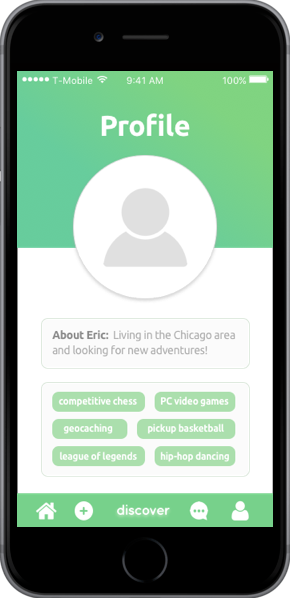 T-Mobile 9:41 AM 100%
Profile
About Eric: Living in the Chicago area
and looking for new adventures!
competitive chess PC video games
geocaching pickup basketball
league of legends hip-hop dancing
discover